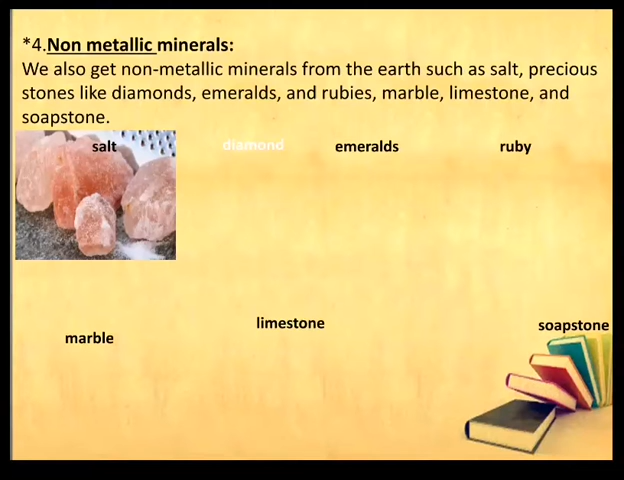 *4.Non metallic minerals:
We also get non-metallic minerals from the earth such as salt, precious
stones like diamonds, emeralds, and rubies, marble, limestone, and
soapstone.
salt diamond emeralds ruby
limestone
marble
soapstone